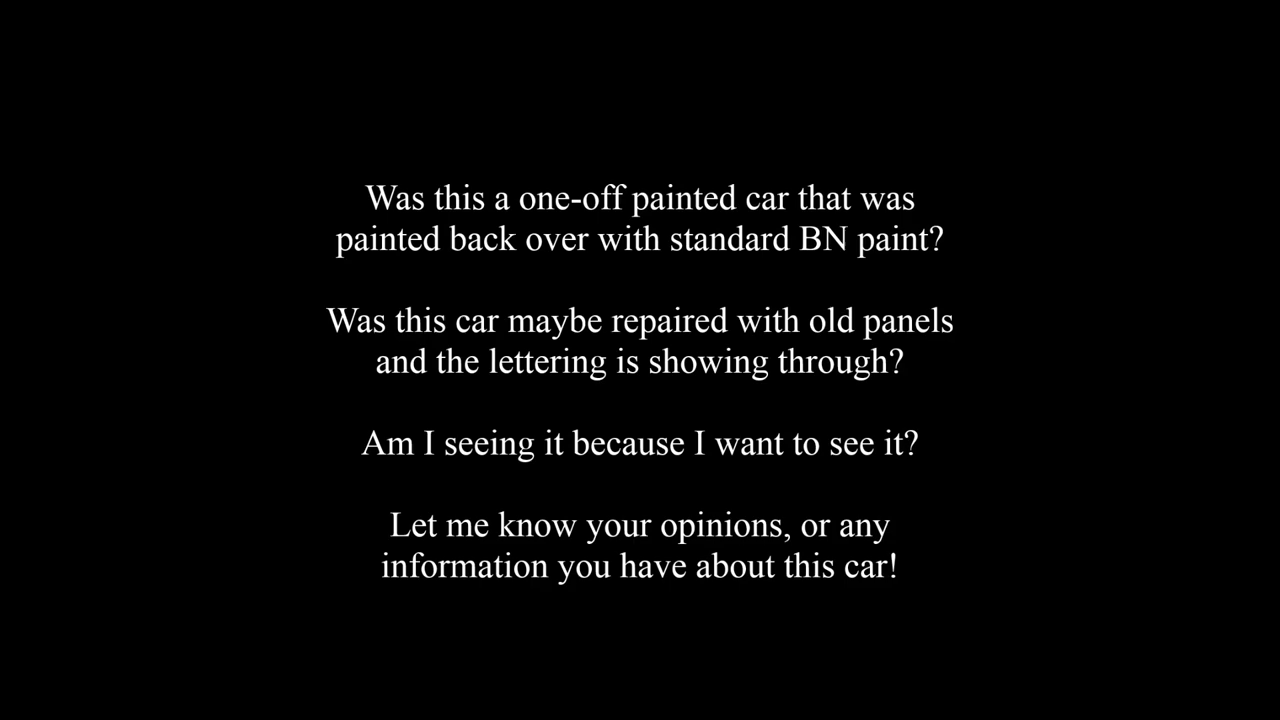 Was this a one-off painted car that was
painted back over with standard BN paint?
Was this car maybe repaired with old panels
and the lettering is showing through?
Am I seeing it because I want to see it?
Let me know your opinions, or any
information you have about this car!